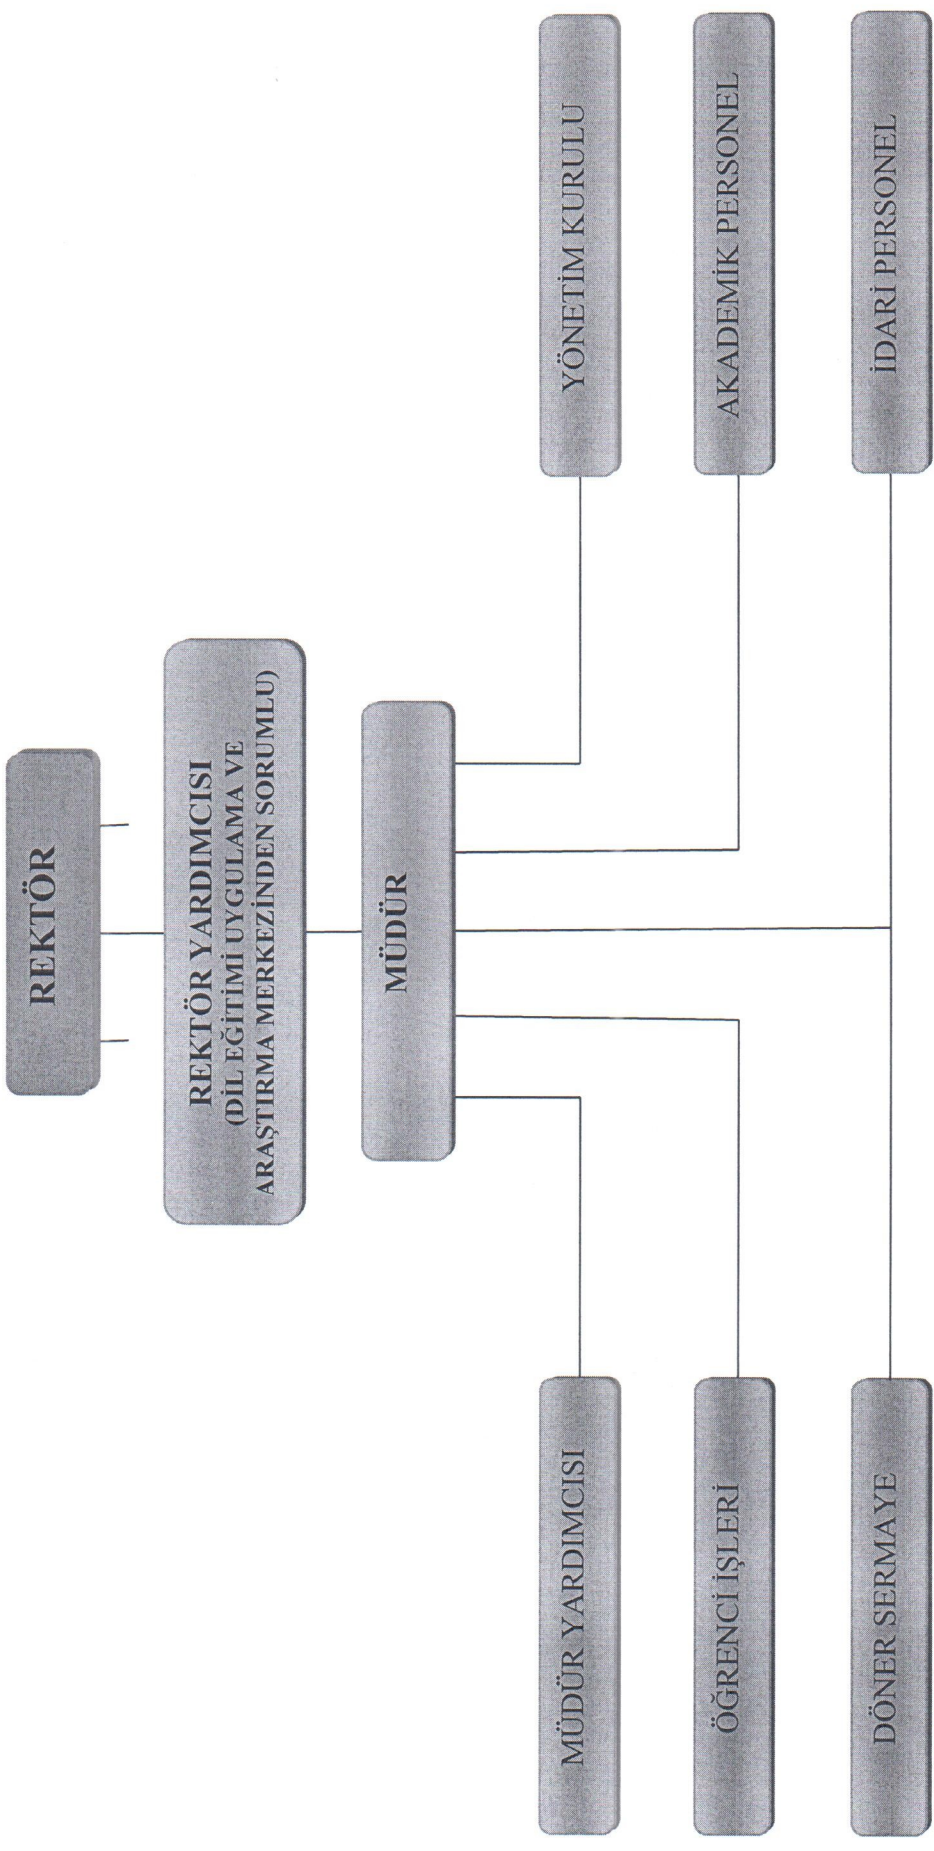 REKTÖR
REKTÖR YARDIMCISI
(DİL EĞİTİMİ UYGULAMA VE
ARAŞTIRMA MERKEZİNDEN SORUMLU)
MÜDÜR
MÜDÜR YARDIMCISI
YÖNETİM KURULU
ÖĞRENCİ İŞLERİ
AKADEMİK PERSONEL
DÖNER SERMAYE
İDARİ PERSONEL